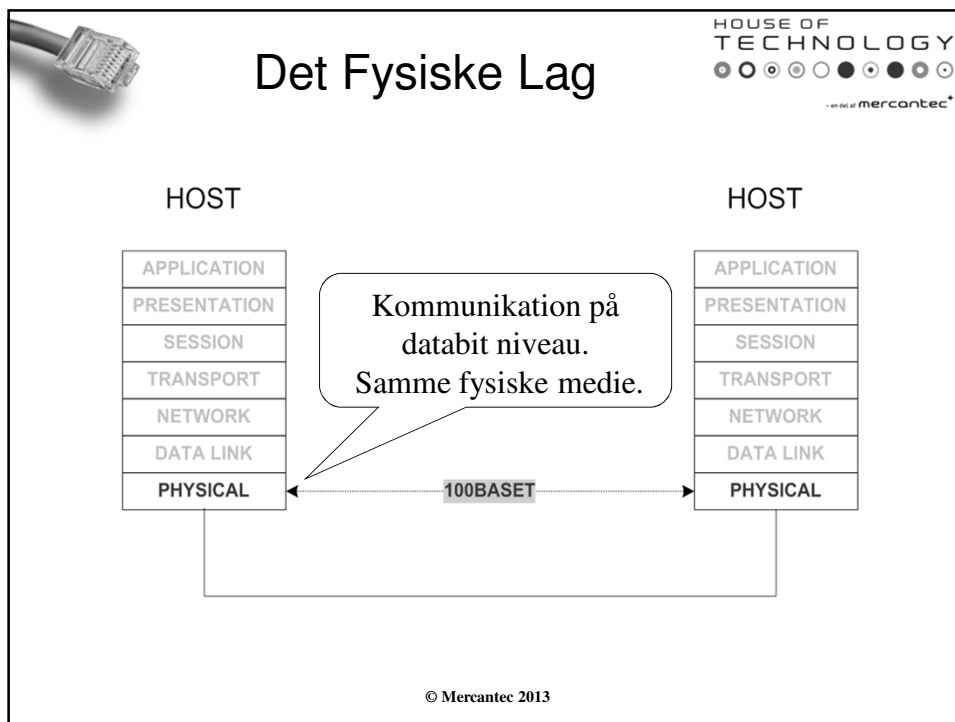 Det Fysiske Lag
HOUSE OF
TECHNOLOGY
- en del af mercantec+
HOST
HOST
APPLICATION
PRESENTATION
SESSION
TRANSPORT
NETWORK
DATA LINK
PHYSICAL
Kommunikation på
databit niveau.
Samme fysiske medie.
100BASET
APPLICATION
PRESENTATION
SESSION
TRANSPORT
NETWORK
DATA LINK
PHYSICAL
© Mercantec 2013